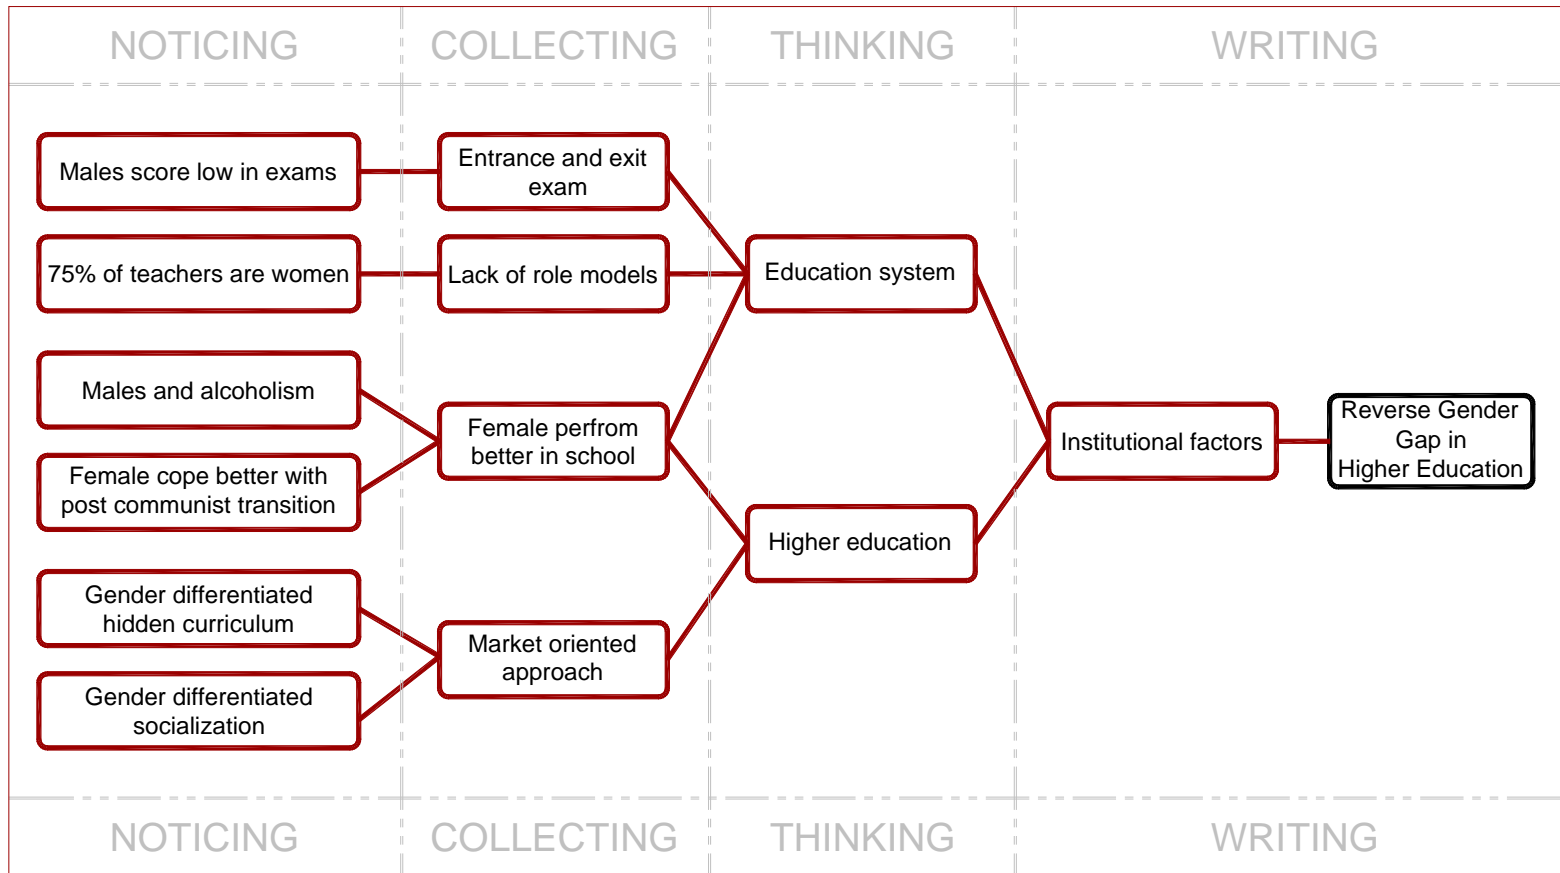 NOTICING
COLLECTING
THINKING
WRITING
Males score low in exams
Entrance and exit
exam
75% of teachers are women
Lack of role models
Education system
Males and alcoholism
Female perfrom
better in school
Institutional factors
Reverse Gender
Gap in
Higher Education
Female cope better with
post communist transition
Higher education
Gender differentiated
hidden curriculum
Market oriented
approach
Gender differentiated
socialization
NOTICING
COLLECTING
THINKING
WRITING